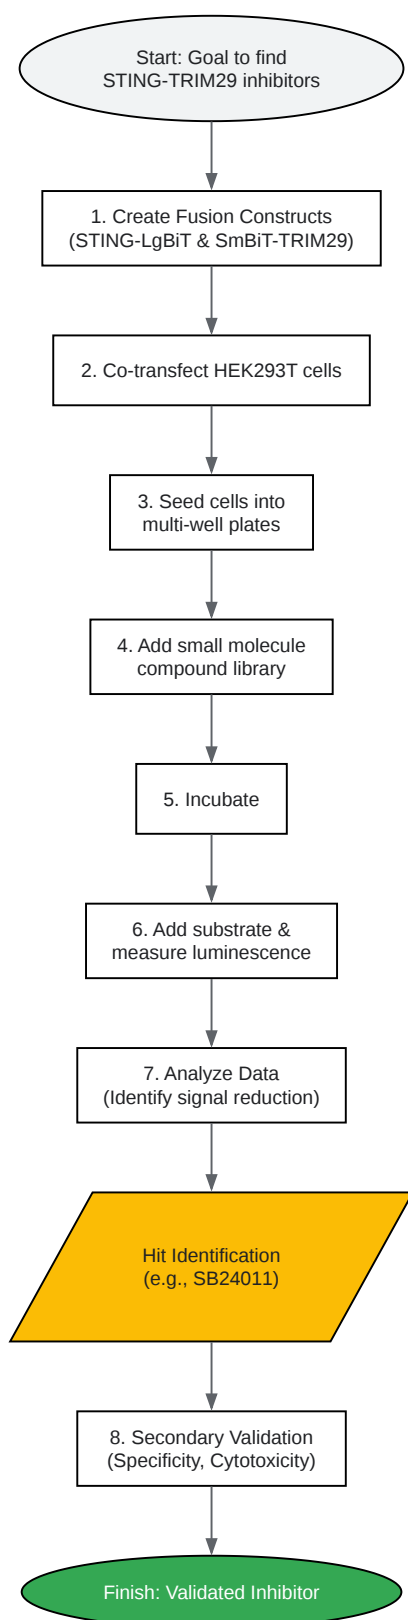 Start: Goal to find
STING-TRIM29 inhibitors
1. Create Fusion Constructs
(STING-LgBiT & SmBiT-TRIM29)
2. Co-transfect HEK293T cells
3. Seed cells into
multi-well plates
4. Add small molecule
compound library
5. Incubate
6. Add substrate &
measure luminescence
7. Analyze Data
(Identify signal reduction)
Hit Identification
(e.g., SB24011)
8. Secondary Validation
(Specificity, Cytotoxicity)
Finish: Validated Inhibitor